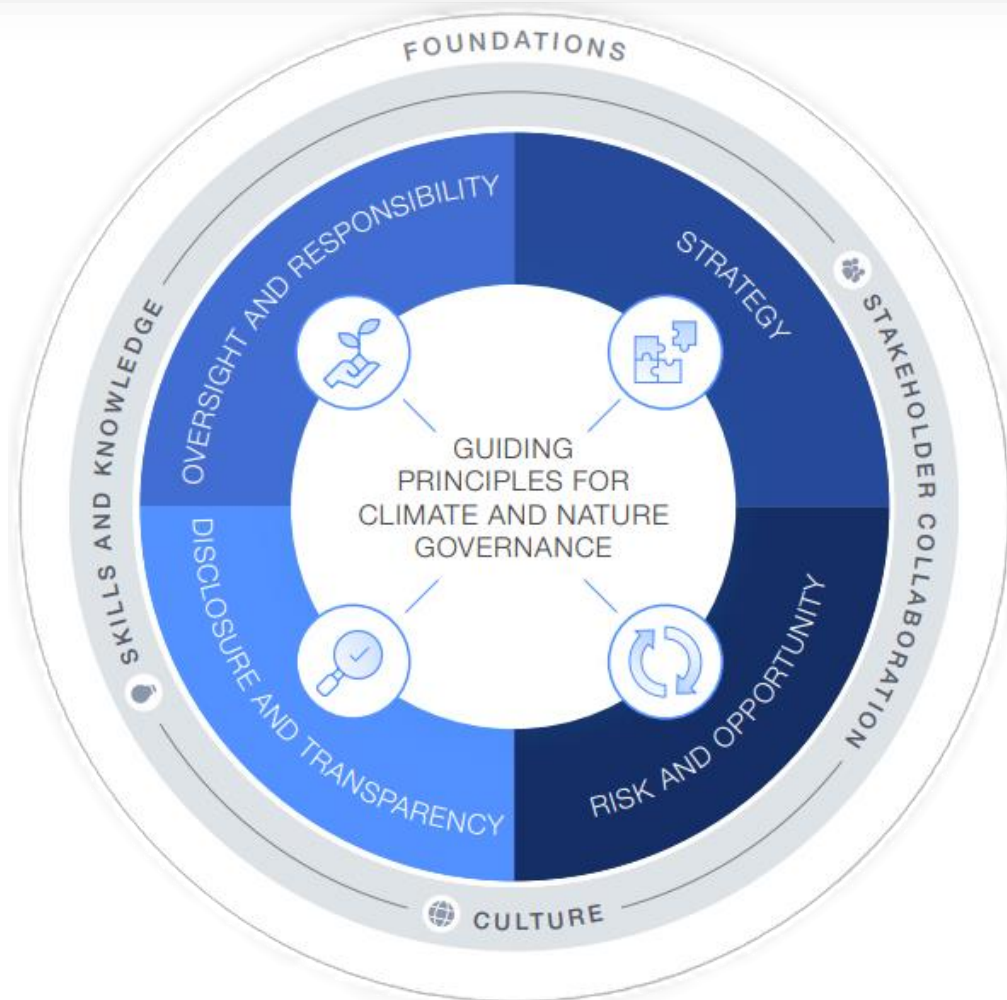 FOUNDATIONS
OVERSIGHT AND RESPONSIBILITY
STRATEGY
SKILLS AND KNOWLEDGE
STAKEHOLDER COLLABORATION
GUIDING
PRINCIPLES FOR
CLIMATE AND NATURE
GOVERNANCE
DISCLOSURE AND TRANSPARENCY
RISK AND OPPORTUNITY
CULTURE